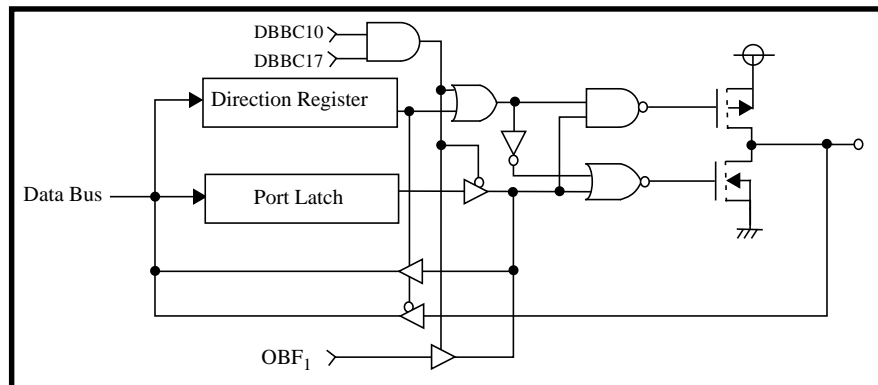 DBBC10
DBBC17
Direction Register
Data Bus
Port Latch
OBF1